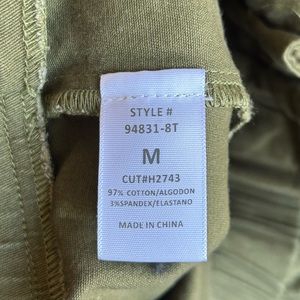 STYLE #
94831-8T
M
CUT#H2743
97% COTTON/ALGODON
3%SPANDEX/ELASTANO
MADE IN CHINA